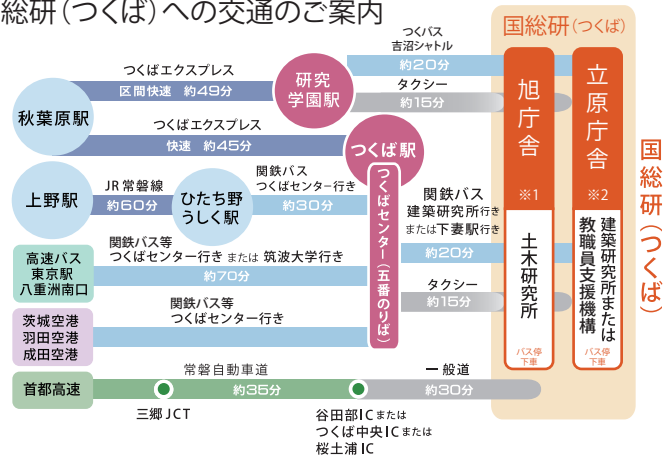 総研(つくば)への交通のご案内
国総研(つくば)
つくバス
吉沼シャトル
約20分
つくばエクスプレス
区間快速 約49分
研究
学園駅
タクシー
約15分
秋葉原駅
つくばエクスプレス
快速 約45分
つくば駅
上野駅
JR常磐線
約60分
ひたち野
うしく駅
関鉄バス
つくばセンター行き
約30分
つくばセンター(五番のりば)
関鉄バス
建築研究所行き
または下妻駅行き
約20分
タクシー
約15分
高速バス
東京駅
八重洲南口
関鉄バス等
つくばセンター行き または 筑波大学行き
約70分
茨城空港
羽田空港
成田空港
関鉄バス等
つくばセンター行き
首都高速
常磐自動車道
約35分
一般道
約30分
三郷JCT
谷田部ICまたは
つくば中央ICまたは
桜土浦IC
旭庁舎
※1
土木研究所
バス停
下車
立原庁舎
※2
建築研究所または
教職員支援機構
バス停
下車
国総研(つくば)